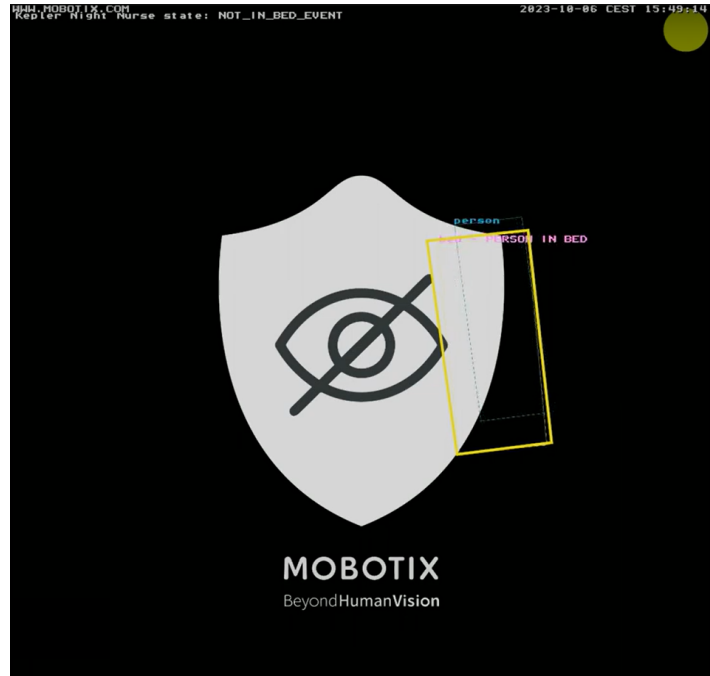 WWW.MOBOTIX.COM
2023-10-06 CEST 15:49:14
Kepler Night Nurse state: NOT_IN_BED_EVENT
person
PERSON IN BED
MOBOTIX
BeyondHumanVision